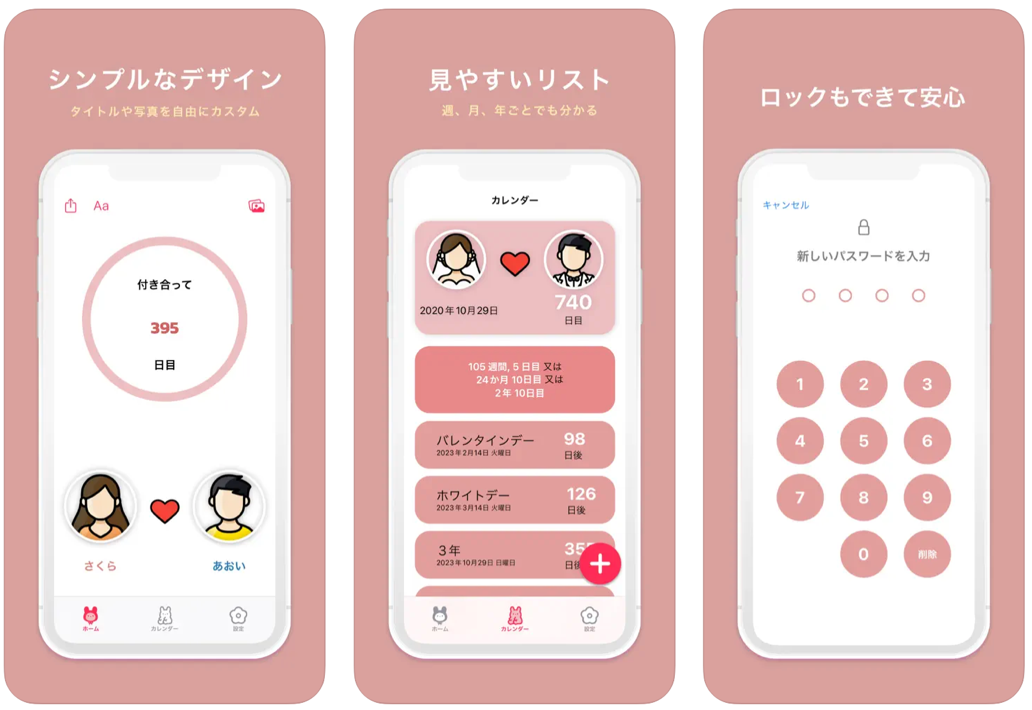 シンプルなデザイン
タイトルや写真を自由にカスタム
Aa
付き合って
395
日目
さくら
あおい
ホーム
カレンダー
設定
見やすいリスト
週、月、年ごとでも分かる
カレンダー
2020年10月29日
740
日目
105 週間, 5 日目 又は
24か月 10日目 又は
2年 10日目
バレンタインデー
2023年2月14日 火曜日
98
日後
ホワイトデー
2023年3月14日 火曜日
126
日後
３年
2023年10月29日 日曜日
355
日後
+
ホーム
カレンダー
設定
ロックもできて安心
キャンセル
新しいパスワードを入力
1 2 3
4 5 6
7 8 9
0 削除